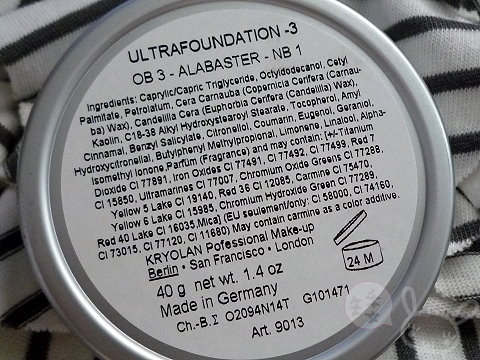 ULTRAFOUNDATION -3
OB 3 - ALABASTER - NB 1
Ingredients: Caprylic/Capric Triglyceride, Octyldodecanol, Cetyl
Palmitate, Petrolatum, Cera Carnauba (Copernicia Cerifera (Carnau-
ba) Wax), Candelilla Cera (Euphorbia Cerifera (Candelilla) Wax),
Kaolin, C18-38 Alkyl Hydroxystearoyl Stearate, Tocopherol, Amyl
Cinnamal, Benzyl Salicylate, Citronellol, Coumarin, Eugenol, Geraniol,
Hydroxycitronellal, Butylphenyl Methylpropional, Limonene, Linalool, Alpha-
Isomethyl Ionone,Parfum (Fragrance) and may contain: [+/-Titanium
Dioxide CI 77891, Iron Oxides CI 77491, CI 77492, CI 77499, Red 7
CI 15850, Ultramarines CI 77007, Chromium Oxide Greens CI 77288,
Yellow 5 Lake CI 19140, Red 36 CI 12085, Carmine CI 75470,
Yellow 6 Lake CI 15985, Chromium Hydroxide Green CI 77289,
Red 40 Lake CI 16035,Mica] (EU seulement/only: CI 58000, CI 74160,
CI 73015, CI 77120, CI 11680) May contain carmine as a color additive.
KRYOLAN Pofessional Make-up
Berlin • San Francisco • London
40 g net wt. 1.4 oz
24 M
Made in Germany
Ch.-B.Σ O2094N14T G101471
Art. 9013